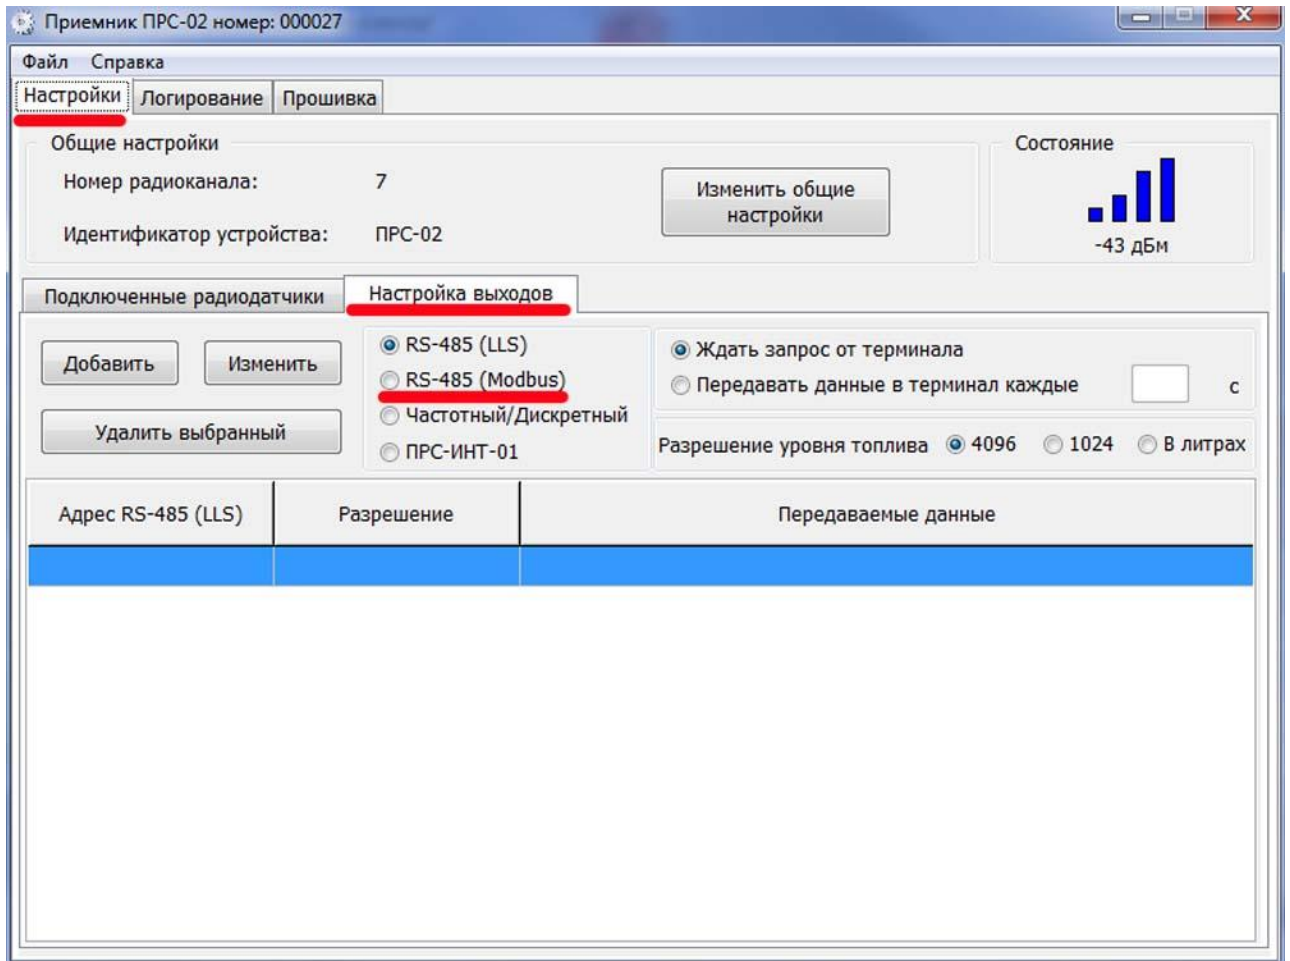 Приемник ПРС-02 номер: 000027
Файл Справка
Настройки Логирование Прошивка
Общие настройки
Состояние
Номер радиоканала: 7
Изменить общие
настройки
Идентификатор устройства: ПРС-02
-43 дБм
Подключенные радиодатчики Настройка выходов
Добавить Изменить
Удалить выбранный
RS-485 (LLS)
RS-485 (Modbus)
Частотный/Дискретный
ПРС-ИНТ-01
Ждать запрос от терминала
Передавать данные в терминал каждые с
Разрешение уровня топлива 4096 1024 В литрах
Адрес RS-485 (LLS) Разрешение Передаваемые данные